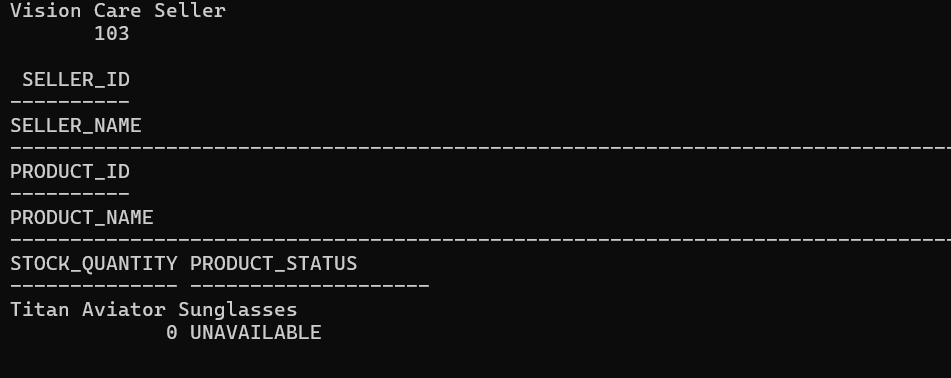 Vision Care Seller
103
SELLER_ID
----------
SELLER_NAME
--------------------------------------------------------------------------------
PRODUCT_ID
----------
PRODUCT_NAME
--------------------------------------------------------------------------------
STOCK_QUANTITY PRODUCT_STATUS
-------------- --------------------
Titan Aviator Sunglasses
0 UNAVAILABLE